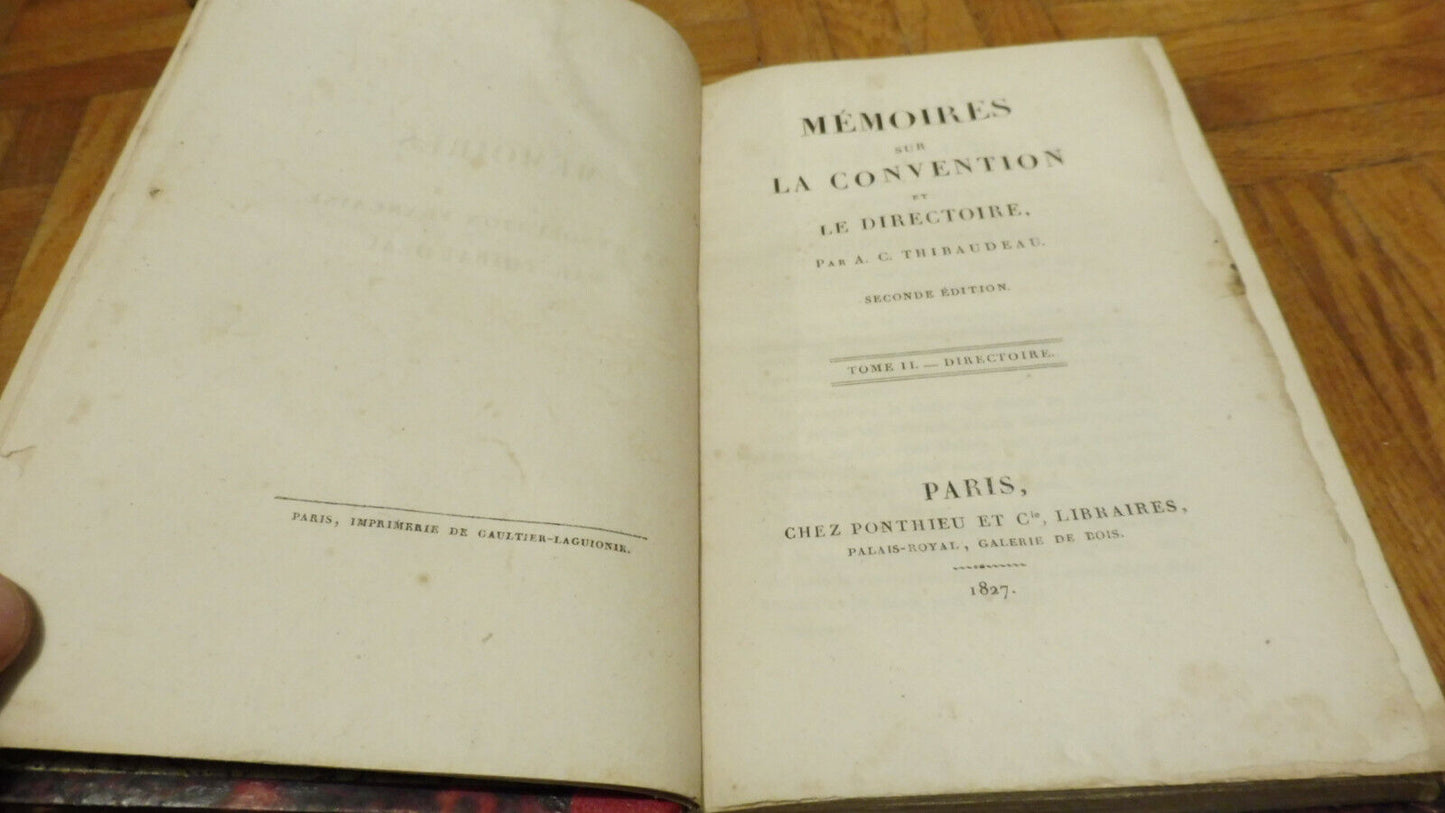 PARIS, IMPRIMERIE DE GAULTIER-LAGUIONIE.
MÉMOIRES
SUR
LA CONVENTION
ET
LE DIRECTOIRE,
PAR A. C. THIBAUDEAU.
SECONDE ÉDITION.
TOME II. — DIRECTOIRE.
PARIS,
CHEZ PONTHIEU ET Cie, LIBRAIRES,
PALAIS-ROYAL, GALERIE DE BOIS.
1827.